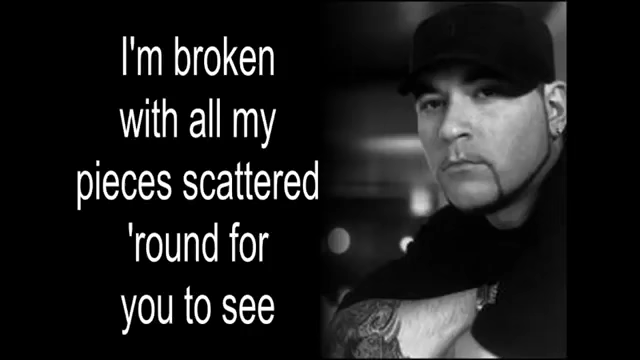 I'm broken
with all my
pieces scattered
'round for
you to see